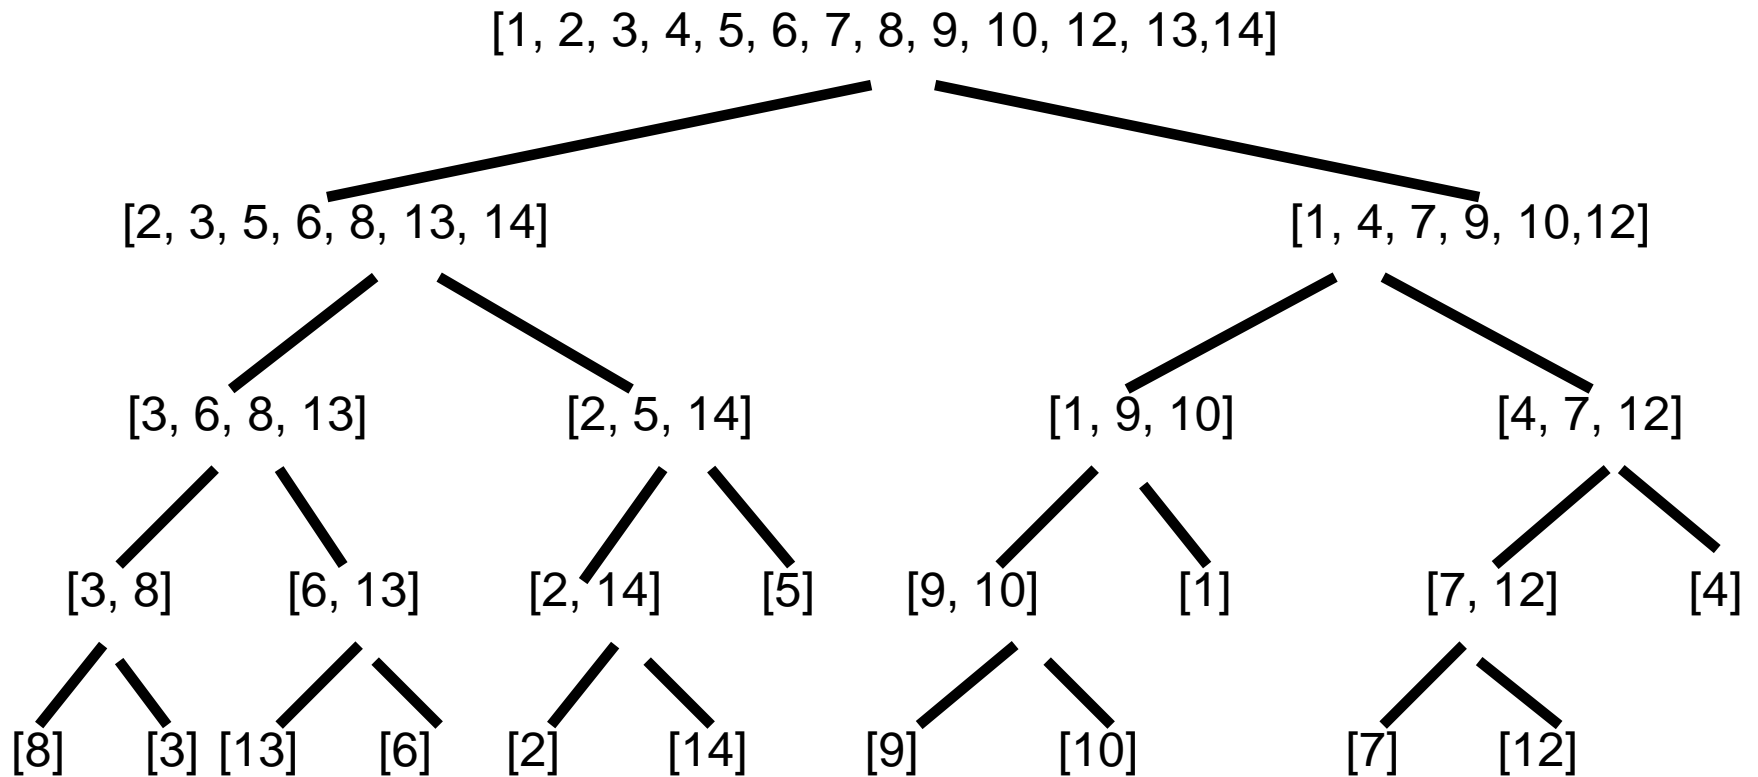 [1, 2, 3, 4, 5, 6, 7, 8, 9, 10, 12, 13,14]
[2, 3, 5, 6, 8, 13, 14] [1, 4, 7, 9, 10,12]
[3, 6, 8, 13] [2, 5, 14] [1, 9, 10] [4, 7, 12]
[3, 8] [6, 13] [2, 14] [5] [9, 10] [1] [7, 12] [4]
[8] [3] [13] [6] [2] [14] [9] [10] [7] [12]